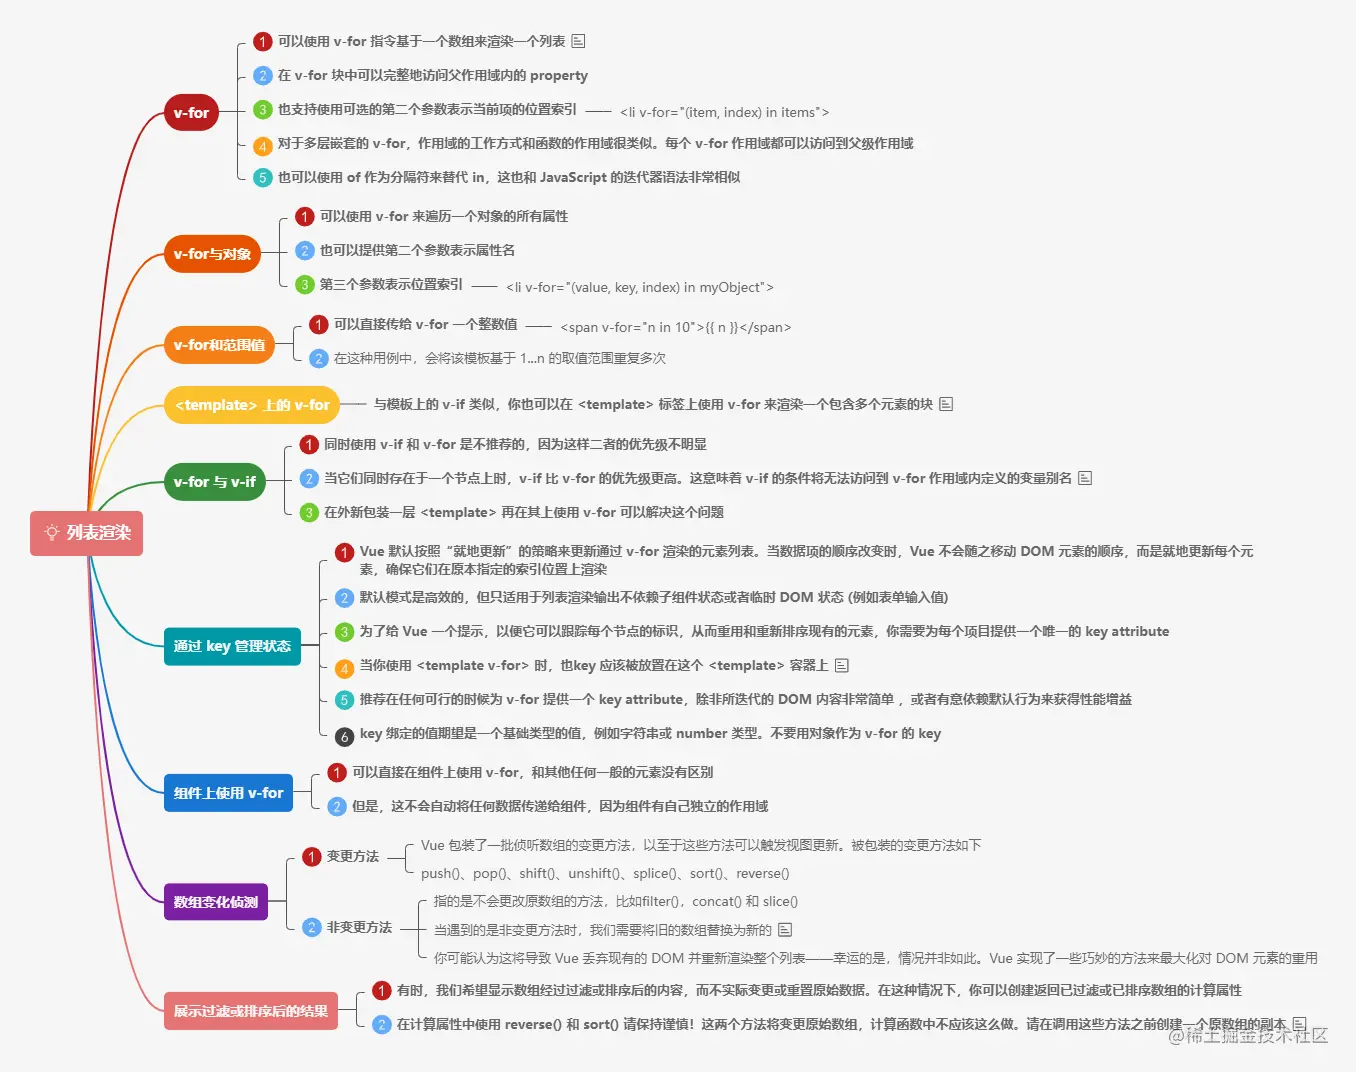 列表渲染
v-for
1 可以使用 v-for 指令基于一个数组来渲染一个列表
2 在 v-for 块中可以完整地访问父作用域内的 property
3 也支持使用可选的第二个参数表示当前项的位置索引 <li v-for="(item, index) in items">
4 对于多层嵌套的 v-for，作用域的工作方式和函数的作用域很类似。每个 v-for 作用域都可以访问到父级作用域
5 也可以使用 of 作为分隔符来替代 in，这也和 JavaScript 的迭代器语法非常相似
v-for与对象
1 可以使用 v-for 来遍历一个对象的所有属性
2 也可以提供第二个参数表示属性名
3 第三个参数表示位置索引 <li v-for="(value, key, index) in myObject">
v-for和范围值
1 可以直接传给 v-for 一个整数值 <span v-for="n in 10">{{ n }}</span>
2 在这种用例中，会将该模板基于 1...n 的取值范围重复多次
<template> 上的 v-for
与模板上的 v-if 类似，你也可以在 <template> 标签上使用 v-for 来渲染一个包含多个元素的块
v-for 与 v-if
1 同时使用 v-if 和 v-for 是不推荐的，因为这样二者的优先级不明显
2 当它们同时存在于一个节点上时，v-if 比 v-for 的优先级更高。这意味着 v-if 的条件将无法访问到 v-for 作用域内定义的变量别名
3 在外新包装一层 <template> 再在其上使用 v-for 可以解决这个问题
通过 key 管理状态
1 Vue 默认按照“就地更新”的策略来更新通过 v-for 渲染的元素列表。当数据项的顺序改变时，Vue 不会随之移动 DOM 元素的顺序，而是就地更新每个元
素，确保它们在原本指定的索引位置上渲染
2 默认模式是高效的，但只适用于列表渲染输出不依赖子组件状态或者临时 DOM 状态 (例如表单输入值)
3 为了给 Vue 一个提示，以便它可以跟踪每个节点的标识，从而重用和重新排序现有的元素，你需要为每个项目提供一个唯一的 key attribute
4 当你使用 <template v-for> 时，也key 应该被放置在这个 <template> 容器上
5 推荐在任何可行的时候为 v-for 提供一个 key attribute，除非所迭代的 DOM 内容非常简单 ，或者有意依赖默认行为来获得性能增益
6 key 绑定的值期望是一个基础类型的值，例如字符串或 number 类型。不要用对象作为 v-for 的 key
组件上使用 v-for
1 可以直接在组件上使用 v-for，和其他任何一般的元素没有区别
2 但是，这不会自动将任何数据传递给组件，因为组件有自己独立的作用域
数组变化侦测
1 变更方法
Vue 包装了一批侦听数组的变更方法，以至于这些方法可以触发视图更新。被包装的变更方法如下
push()、pop()、shift()、unshift()、splice()、sort()、reverse()
2 非变更方法
指的是不会更改原数组的方法，比如filter()，concat() 和 slice()
当遇到的是非变更方法时，我们需要将旧的数组替换为新的
你可能认为这将导致 Vue 丢弃现有的 DOM 并重新渲染整个列表——幸运的是，情况并非如此。Vue 实现了一些巧妙的方法来最大化对 DOM 元素的重用
展示过滤或排序后的结果
1 有时，我们希望显示数组经过过滤或排序后的内容，而不实际变更或重置原始数据。在这种情况下，你可以创建返回已过滤或已排序数组的计算属性
2 在计算属性中使用 reverse() 和 sort() 请保持谨慎！这两个方法将变更原始数组，计算函数中不应该这么做。请在调用这些方法之前创建一个原数组的副本
@稀土掘金技术社区